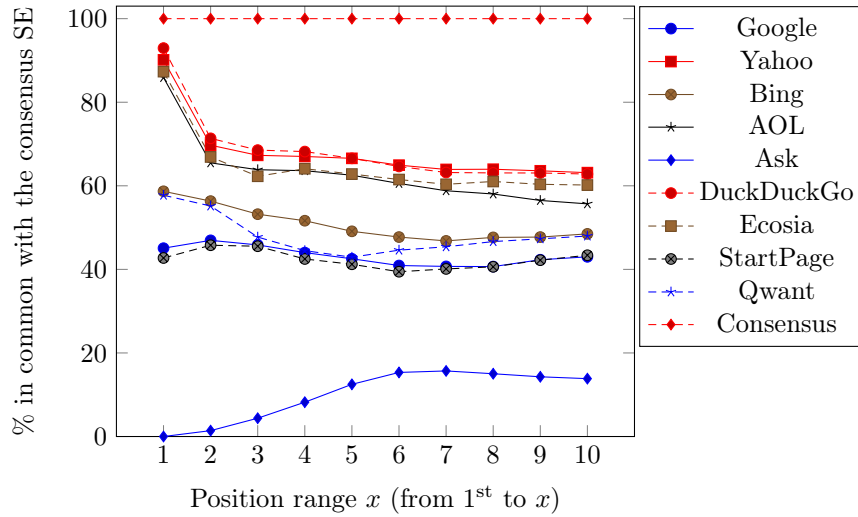 % in common with the consensus SE
100
80
60
40
20
0
1 2 3 4 5 6 7 8 9 10
Position range x (from 1st to x)
Google
Yahoo
Bing
AOL
Ask
DuckDuckGo
Ecosia
StartPage
Qwant
Consensus